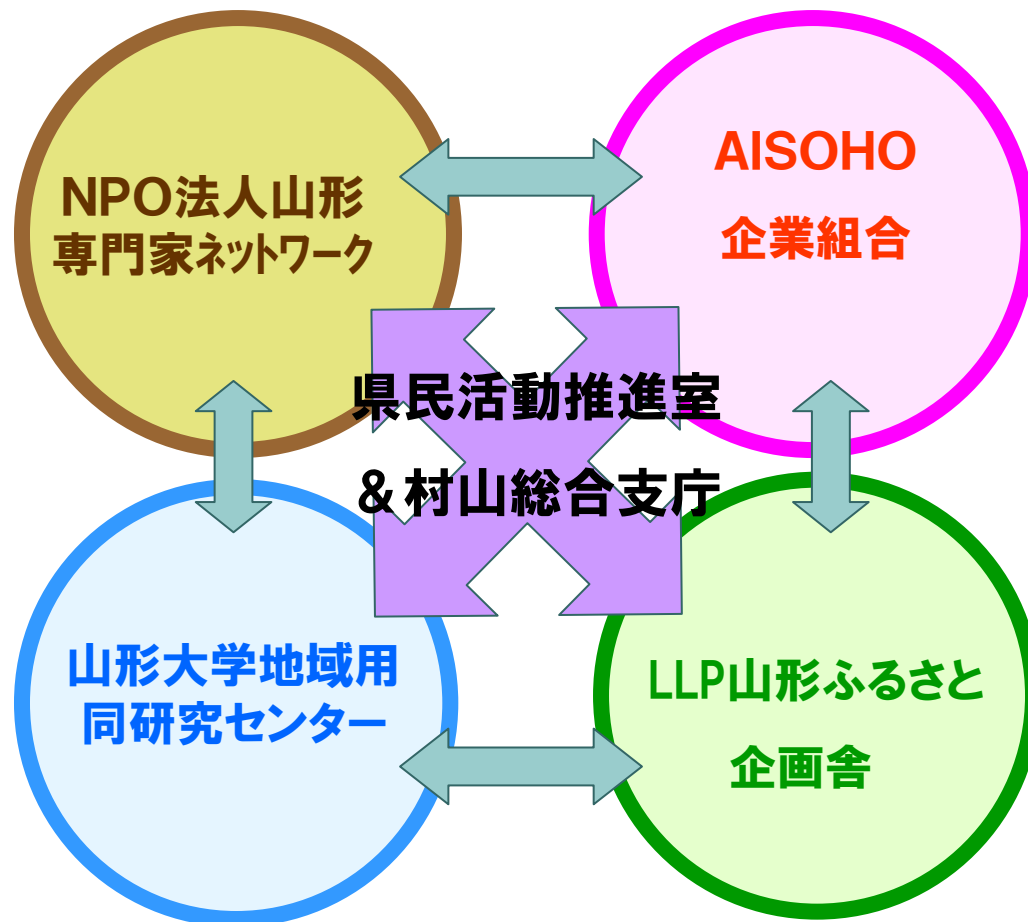 NPO法人山形
専門家ネットワーク
AISOHO
企業組合
県民活動推進室
＆村山総合支庁
山形大学地域用
同研究センター
LLP山形ふるさと
企画舎